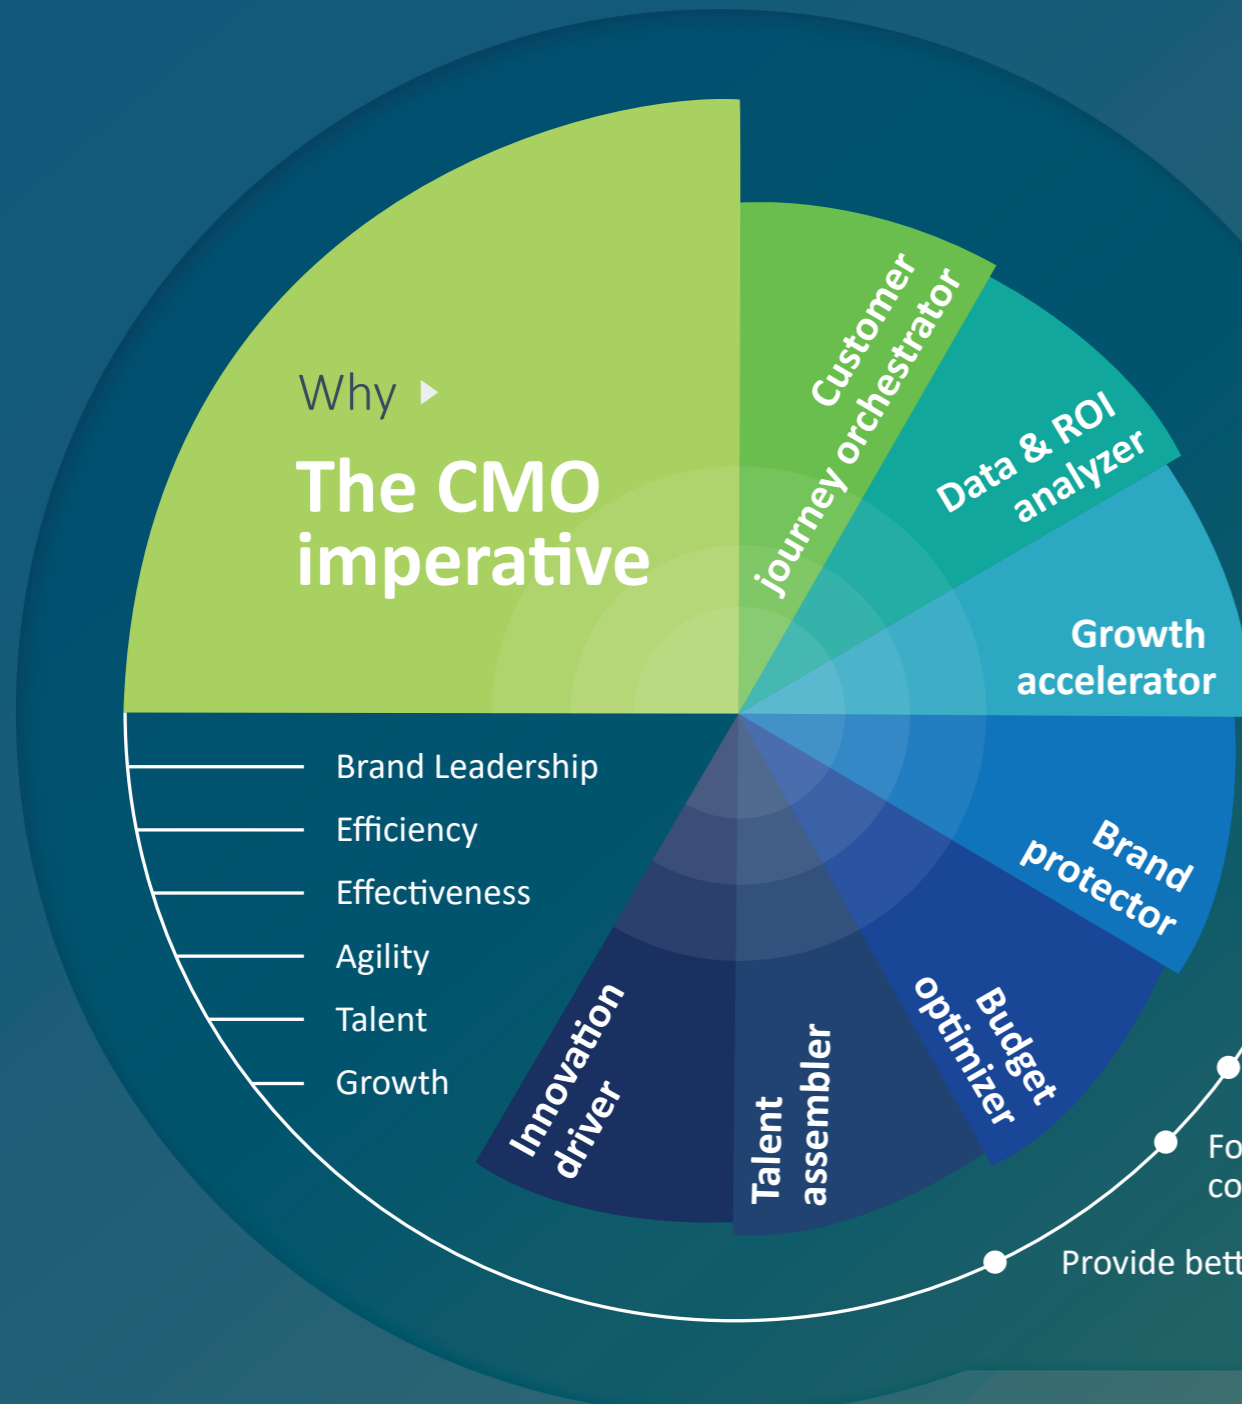 Why
The CMO
imperative
Customer
journey orchestrator
Data & ROI
analyzer
Growth
accelerator
Brand
protector
Budget
optimizer
Talent
assembler
Innovation
driver
Brand Leadership
Efficiency
Effectiveness
Agility
Talent
Growth
Provide